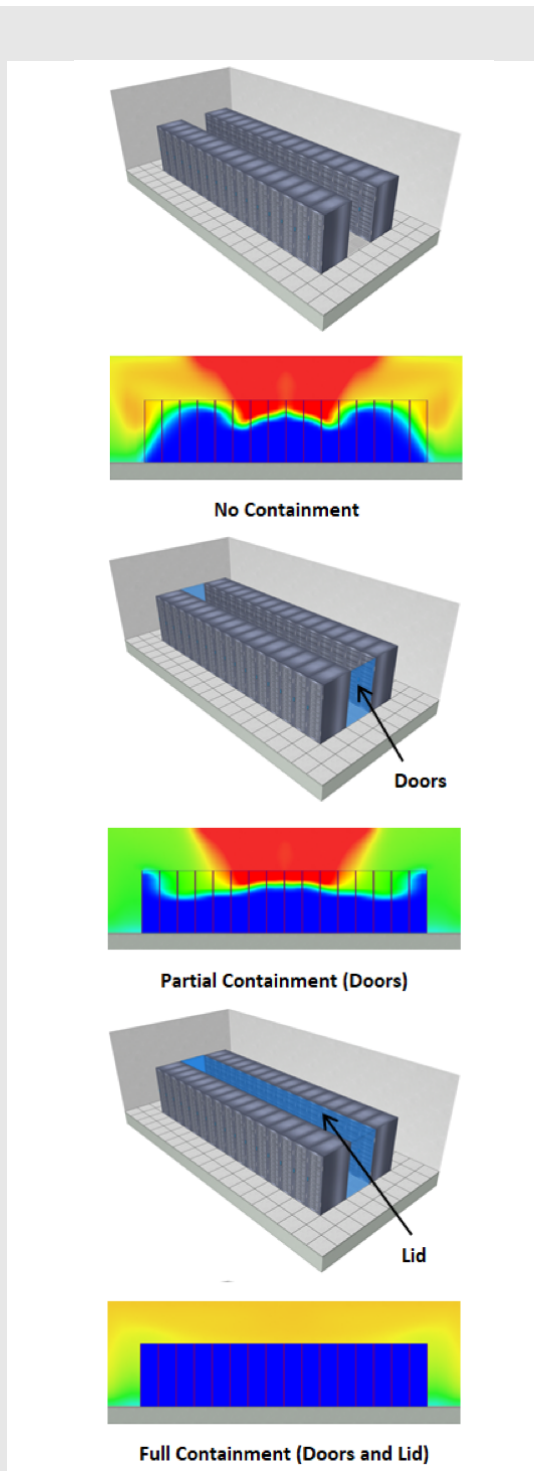 No Containment
Doors
Partial Containment (Doors)
Lid
Full Containment (Doors and Lid)